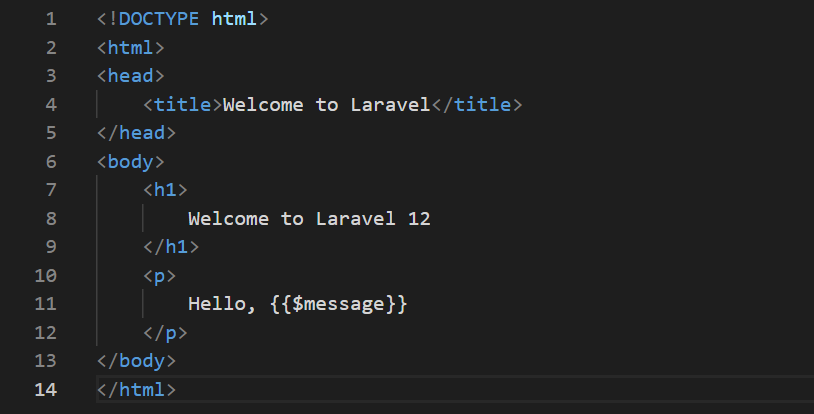 1 <!DOCTYPE html>
2 <html>
3 <head>
4     <title>Welcome to Laravel</title>
5 </head>
6 <body>
7     <h1>
8         Welcome to Laravel 12
9     </h1>
10     <p>
11         Hello, {{$message}}
12     </p>
13 </body>
14 </html>